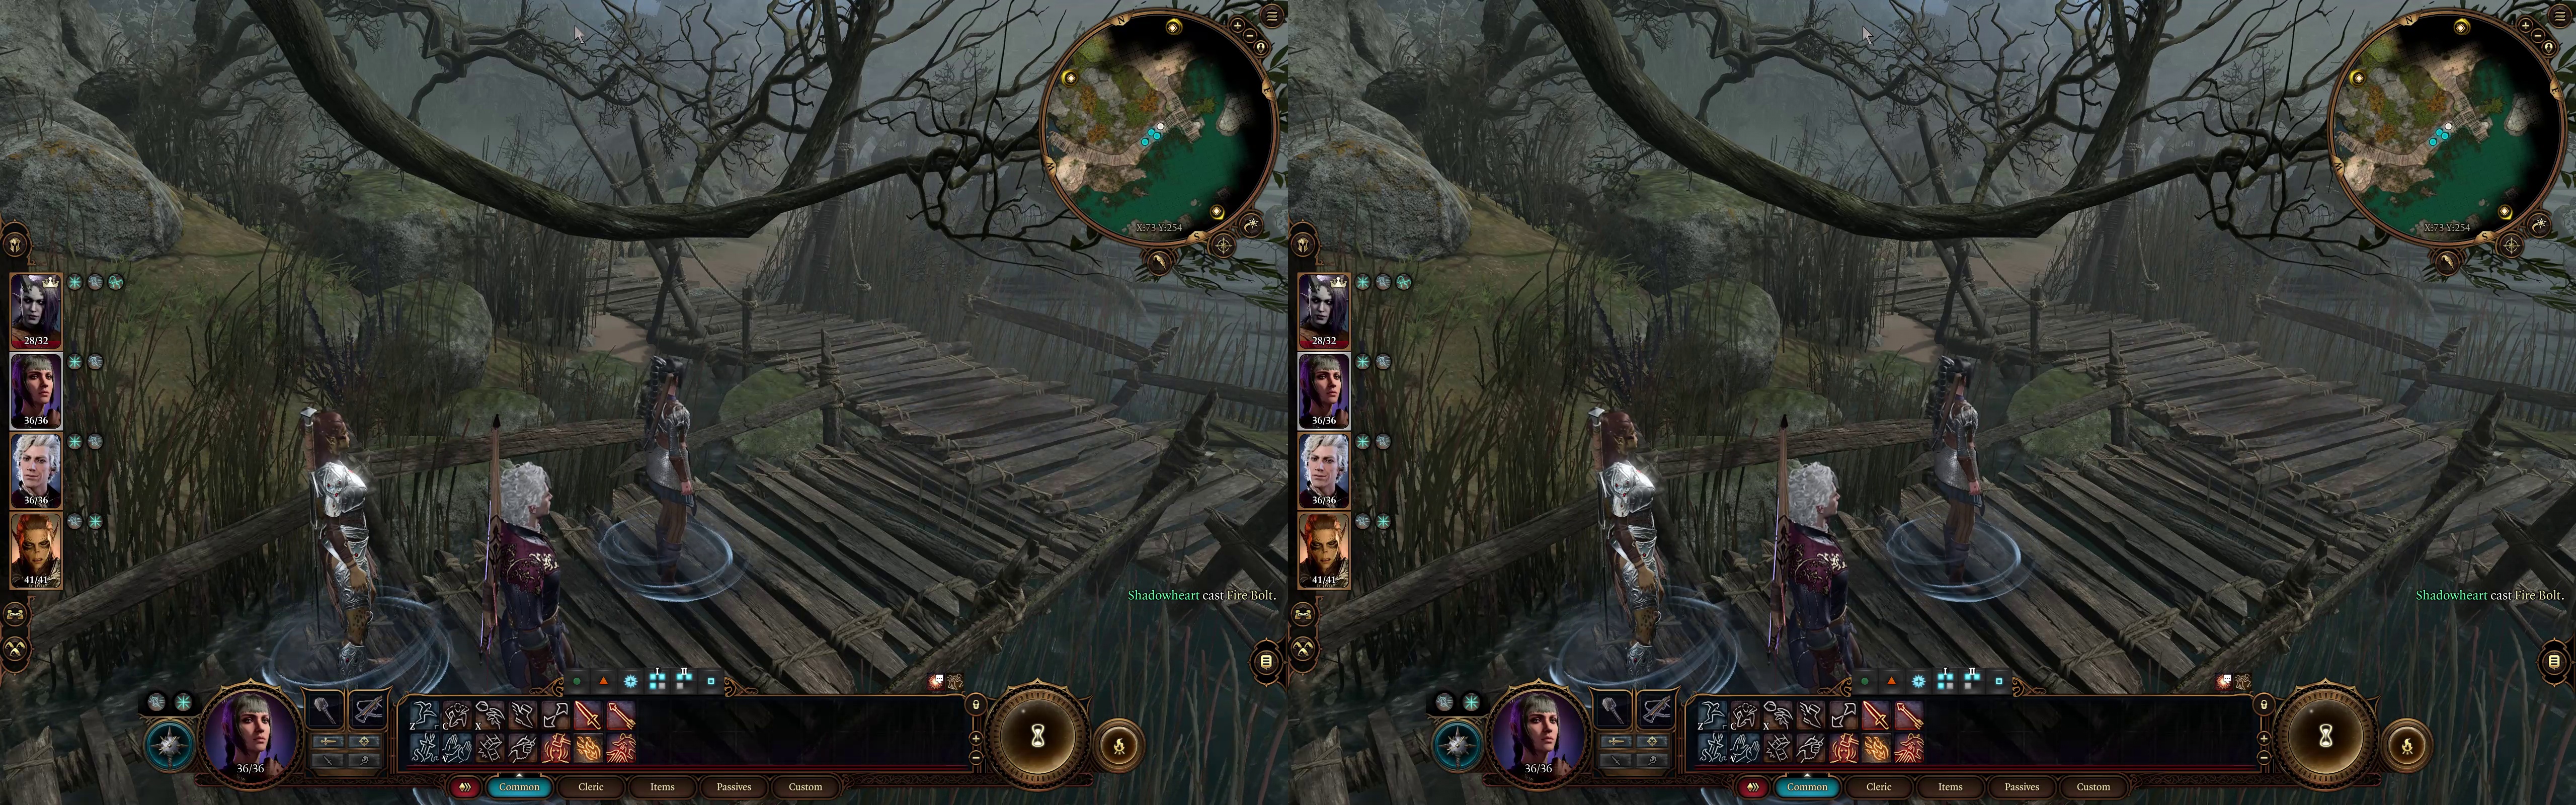 N
X:73 Y:254
S
28/32
36/36
36/36
41/41
Shadowheart cast Fire Bolt.
I
II
36/36
Z
C
X
V
Common
Cleric
Items
Passives
Custom
N
X:73 Y:254
S
28/32
36/36
36/36
41/41
Shadowheart cast Fire Bolt.
I
II
36/36
Z
C
X
V
Common
Cleric
Items
Passives
Custom